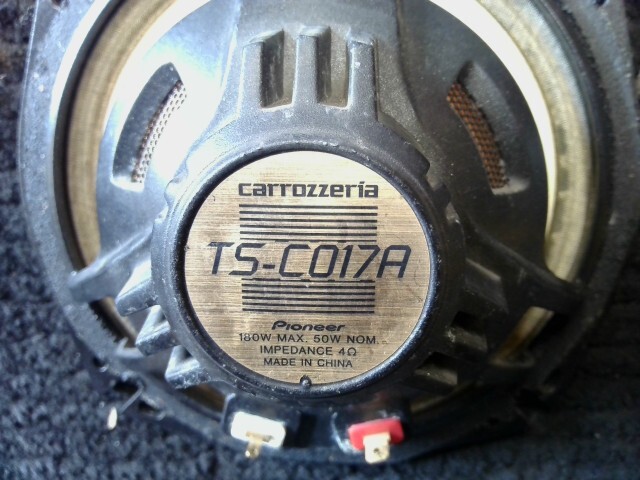 carrozzeria
TS-C017A
Pioneer
180W MAX. 50W NOM.
IMPEDANCE 4Ω
MADE IN CHINA